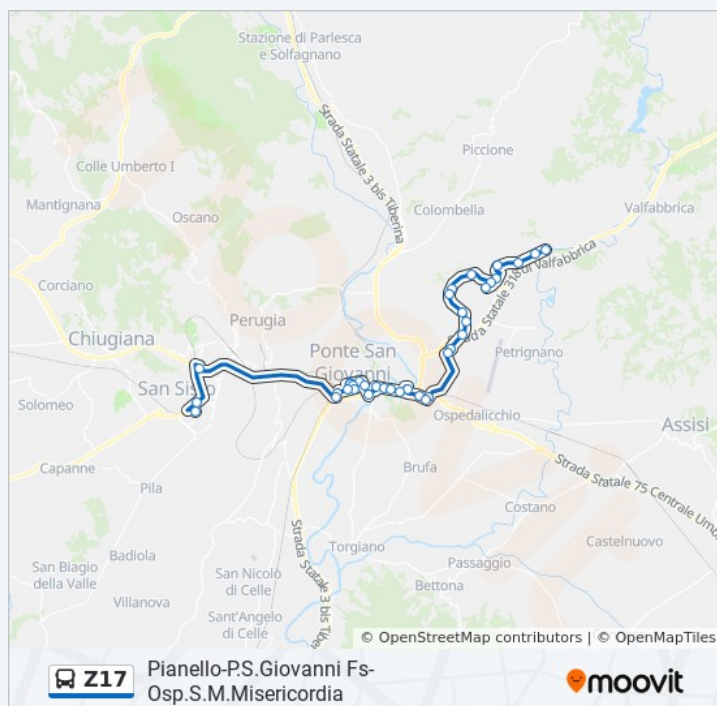 Stazione di Parlesca
e Solfagnano
Strada Statale 3 bis Tiberina
Piccione
Colle Umberto I
Mantignana
Oscano
Colombella
Valfabbrica
Corciano
Strada Statale 318 di Valfabbrica
Chiugiana
Perugia
Ponte San
Giovanni
Petrignano
San Sisto
Solomeo
Ospedalicchio
Assisi
Capanne
Brufa
Strada Statale 75 Centrale Umb
Pila
Costano
Strada Statale 3 bis Tiber
Badiola
Torgiano
Castelnuovo
San Biagio
della Valle
San Nicolò
di Celle
Passaggio
Bettona
Villanova
Sant'Angelo
di Celle
© OpenStreetMap contributors | © OpenMapTiles
Z17
Pianello-P.S.Giovanni Fs-
Osp.S.M.Misericordia
moovit